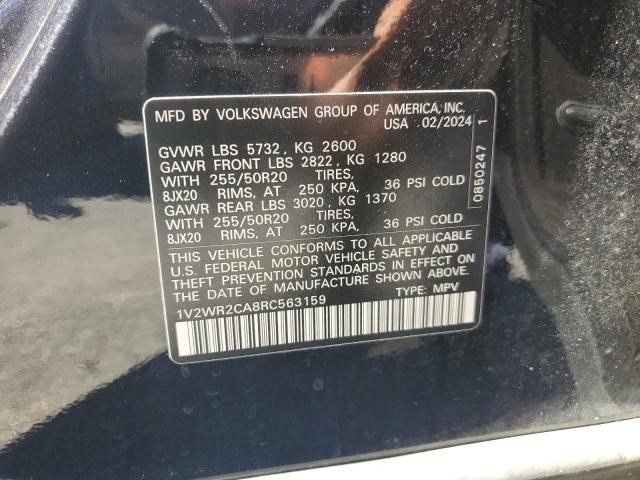 MFD BY VOLKSWAGEN GROUP OF AMERICA, INC.
USA 02/2024
GVWR LBS 5732, KG 2600
GAWR FRONT LBS 2822, KG 1280
WITH 255/50R20 TIRES,
8JX20 RIMS, AT 250 KPA, 36 PSI COLD
GAWR REAR LBS 3020, KG 1370
WITH 255/50R20 TIRES,
8JX20 RIMS, AT 250 KPA, 36 PSI COLD
THIS VEHICLE CONFORMS TO ALL APPLICABLE
U.S. FEDERAL MOTOR VEHICLE SAFETY AND
THEFT PREVENTION STANDARDS IN EFFECT
ON THE DATE OF MANUFACTURE SHOWN ABOVE.
1V2WR2CA8RC563159 TYPE: MPV
0850247 1